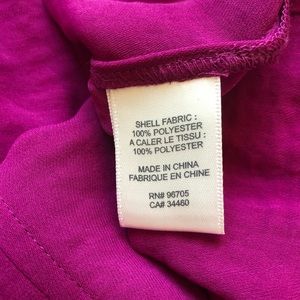 SHELL FABRIC :
100% POLYESTER
A CALER LE TISSU :
100% POLYESTER
MADE IN CHINA
FABRIQUE EN CHINE
RN# 96705
CA# 34460